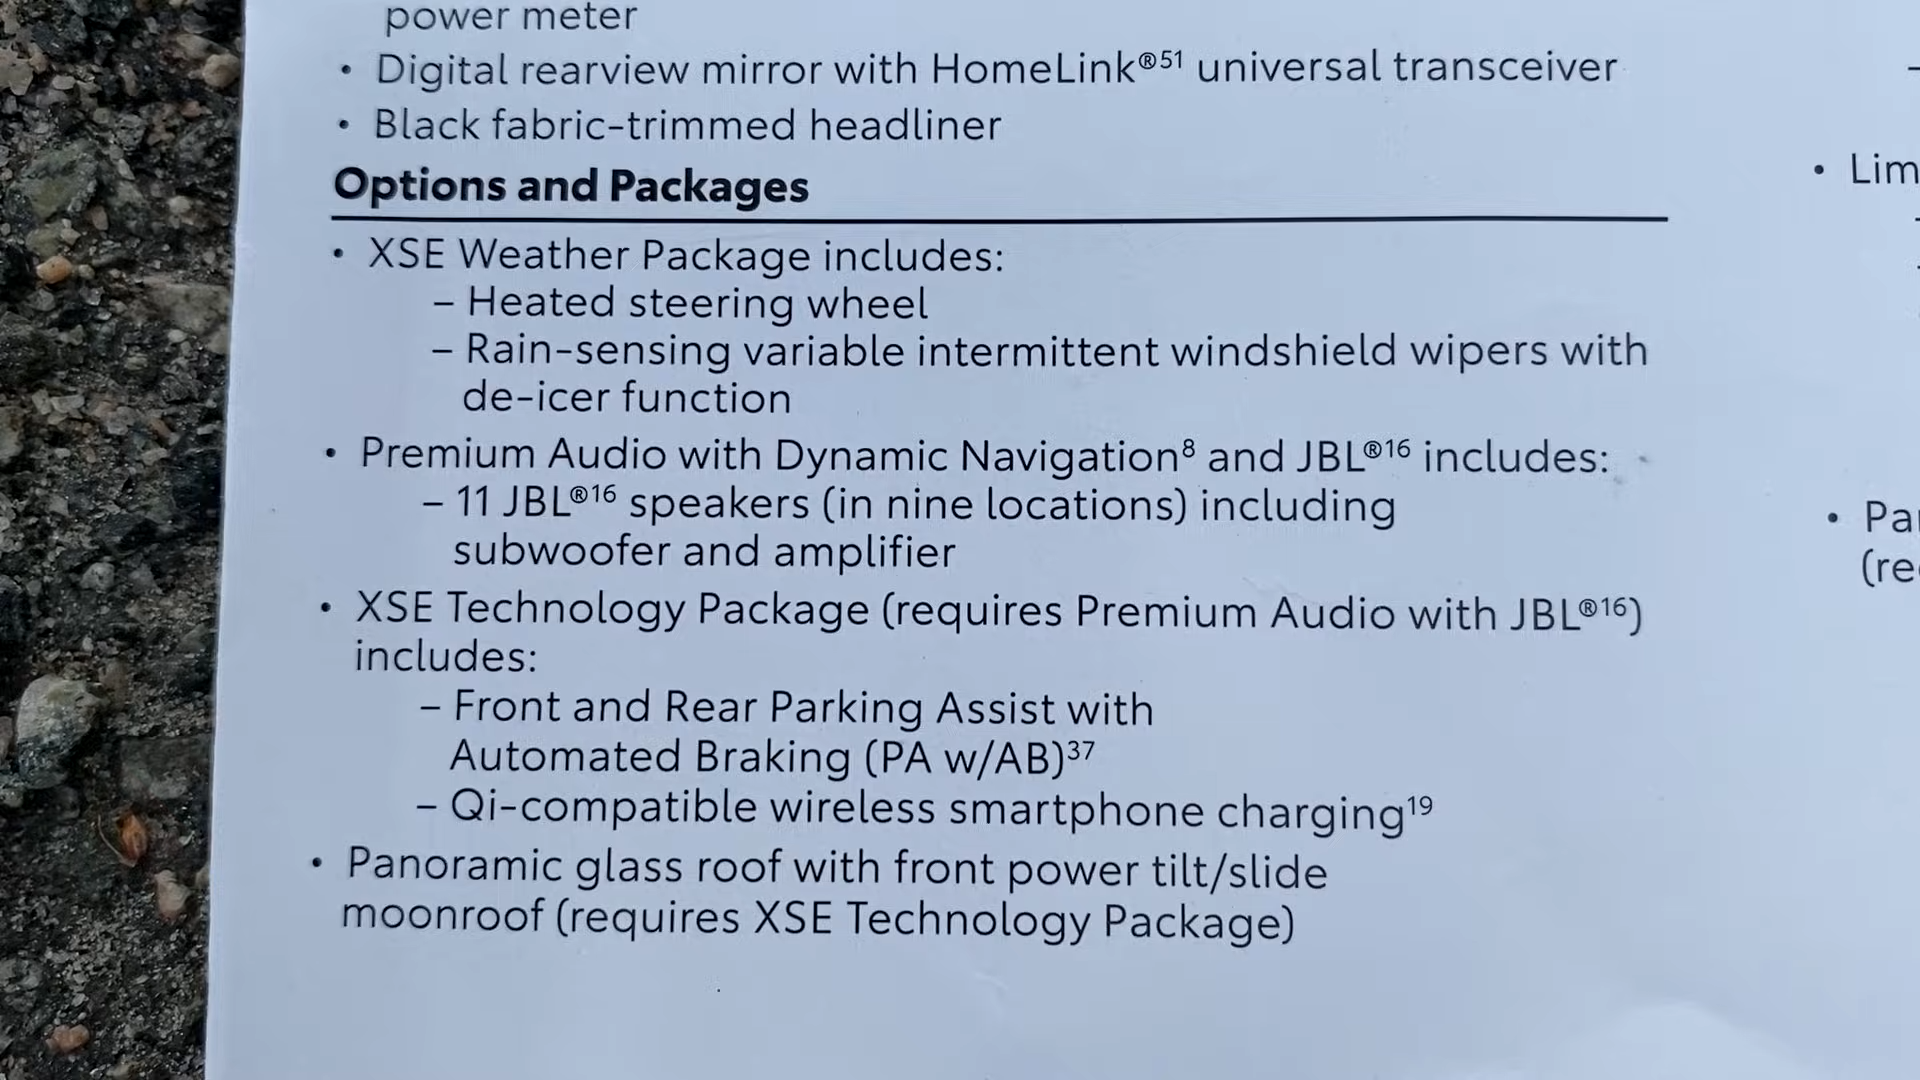 power meter
• Digital rearview mirror with HomeLink®51 universal transceiver
• Black fabric-trimmed headliner
Options and Packages
• XSE Weather Package includes:
– Heated steering wheel
– Rain-sensing variable intermittent windshield wipers with
de-icer function
• Premium Audio with Dynamic Navigation8 and JBL®16 includes:
– 11 JBL®16 speakers (in nine locations) including
subwoofer and amplifier
• XSE Technology Package (requires Premium Audio with JBL®16)
includes:
– Front and Rear Parking Assist with
Automated Braking (PA w/AB)37
– Qi-compatible wireless smartphone charging19
• Panoramic glass roof with front power tilt/slide
moonroof (requires XSE Technology Package)
• Lim